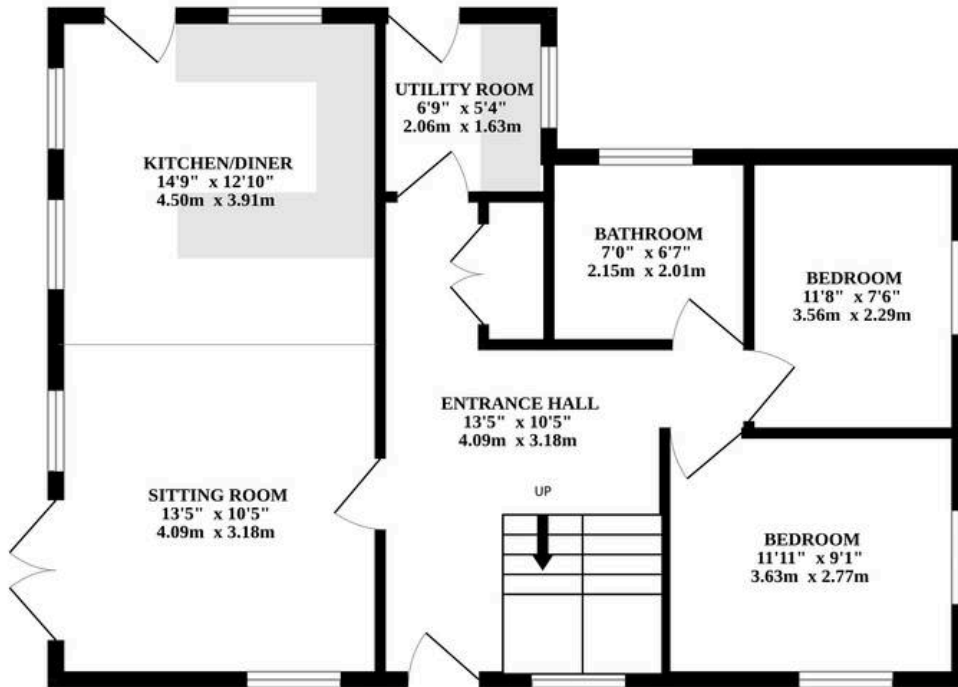 UTILITY ROOM
6'9" x 5'4"
2.06m x 1.63m
KITCHEN/DINER
14'9" x 12'10"
4.50m x 3.91m
BATHROOM
7'0" x 6'7"
2.15m x 2.01m
BEDROOM
11'8" x 7'6"
3.56m x 2.29m
ENTRANCE HALL
13'5" x 10'5"
4.09m x 3.18m
SITTING ROOM
13'5" x 10'5"
4.09m x 3.18m
UP
BEDROOM
11'11" x 9'1"
3.63m x 2.77m